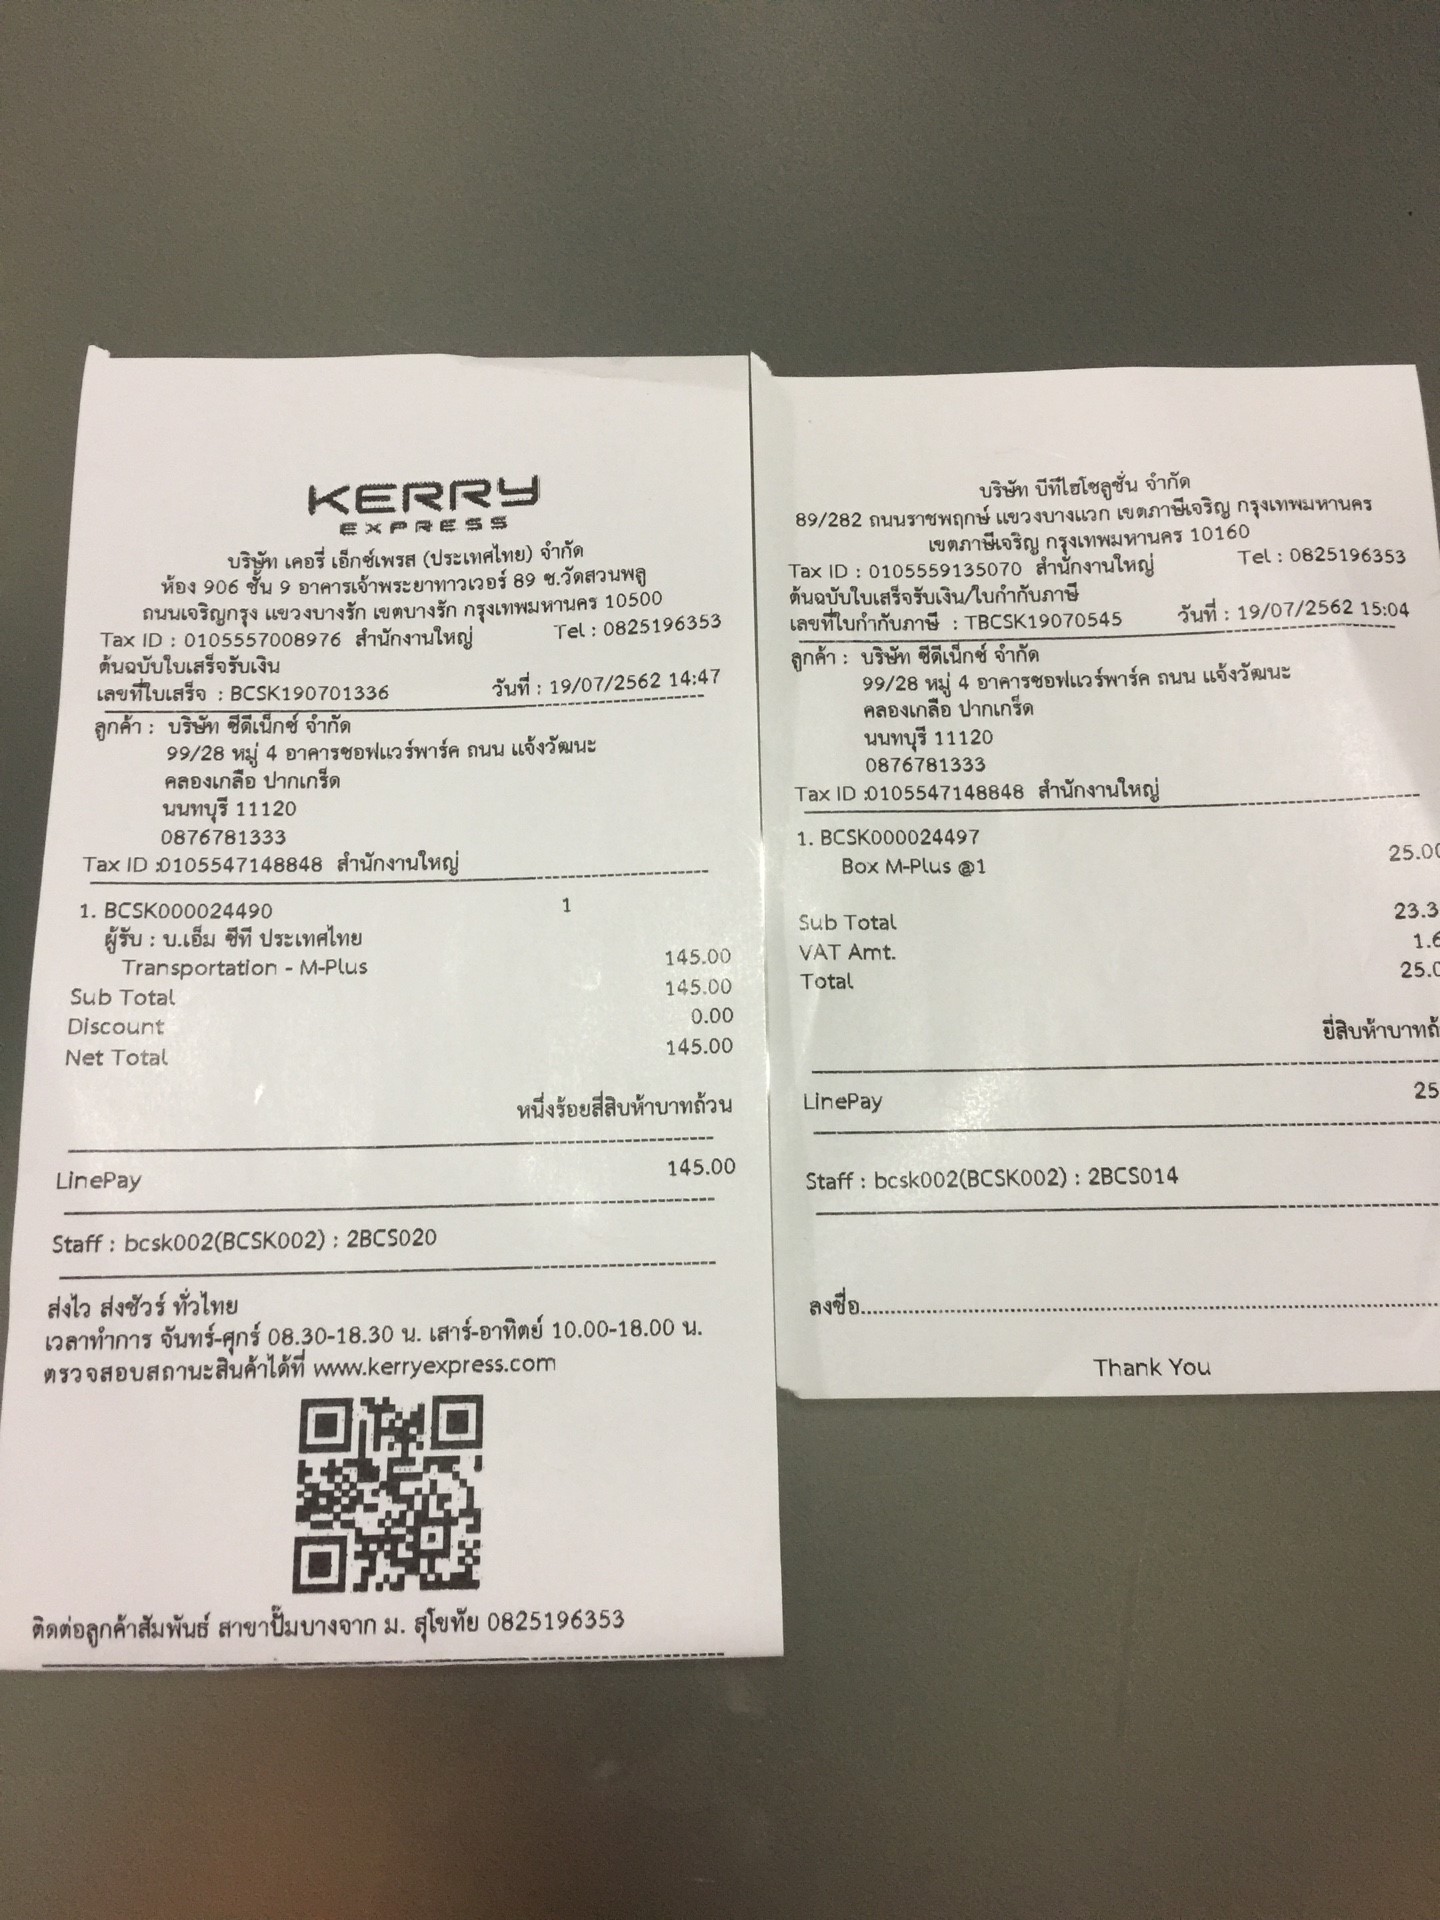 KERRY
EXPRESS
บริษัท เคอรี่ เอ็กซ์เพรส (ประเทศไทย) จำกัด
ห้อง 906 ชั้น 9 อาคารเจ้าพระยาทาวเวอร์ 89 ซ.วัดสวนพลู
ถนนเจริญกรุง แขวงบางรัก เขตบางรัก กรุงเทพมหานคร 10500
Tax ID : 0105557008976 สำนักงานใหญ่ Tel : 0825196353
ต้นฉบับใบเสร็จรับเงิน
เลขที่ใบเสร็จ : BCSK190701336 วันที่ : 19/07/2562 14:47
ลูกค้า : บริษัท ซีดีเน็กซ์ จำกัด
99/28 หมู่ 4 อาคารซอฟแวร์พาร์ค ถนน แจ้งวัฒนะ
คลองเกลือ ปากเกร็ด
นนทบุรี 11120
0876781333
Tax ID :0105547148848 สำนักงานใหญ่
1. BCSK000024490 1
ผู้รับ : บ.เอ็ม ซีที ประเทศไทย
Transportation - M-Plus 145.00
Sub Total 145.00
Discount 0.00
Net Total 145.00
หนึ่งร้อยสี่สิบห้าบาทถ้วน
LinePay 145.00
Staff : bcsk002(BCSK002) : 2BCS020
ส่งไว ส่งชัวร์ ทั่วไทย
เวลาทำการ จันทร์-ศุกร์ 08.30-18.30 น. เสาร์-อาทิตย์ 10.00-18.00 น.
ตรวจสอบสถานะสินค้าได้ที่ www.kerryexpress.com
ติดต่อลูกค้าสัมพันธ์ สาขาปั๊มบางจาก ม. สุโขทัย 0825196353
บริษัท บีทีไฮโซลูชั่น จำกัด
89/282 ถนนราชพฤกษ์ แขวงบางแวก เขตภาษีเจริญ กรุงเทพมหานคร
เขตภาษีเจริญ กรุงเทพมหานคร 10160
Tax ID : 0105559135070 สำนักงานใหญ่ Tel : 0825196353
ต้นฉบับใบเสร็จรับเงิน/ใบกำกับภาษี
เลขที่ใบกำกับภาษี : TBCSK19070545 วันที่ : 19/07/2562 15:04
ลูกค้า : บริษัท ซีดีเน็กซ์ จำกัด
99/28 หมู่ 4 อาคารซอฟแวร์พาร์ค ถนน แจ้งวัฒนะ
คลองเกลือ ปากเกร็ด
นนทบุรี 11120
0876781333
Tax ID :0105547148848 สำนักงานใหญ่
1. BCSK000024497
Box M-Plus @1 25.00
Sub Total 23.3
VAT Amt. 1.6
Total 25.0
ยี่สิบห้าบาทถ้
LinePay 25
Staff : bcsk002(BCSK002) : 2BCS014
ลงชื่อ................................................
Thank You